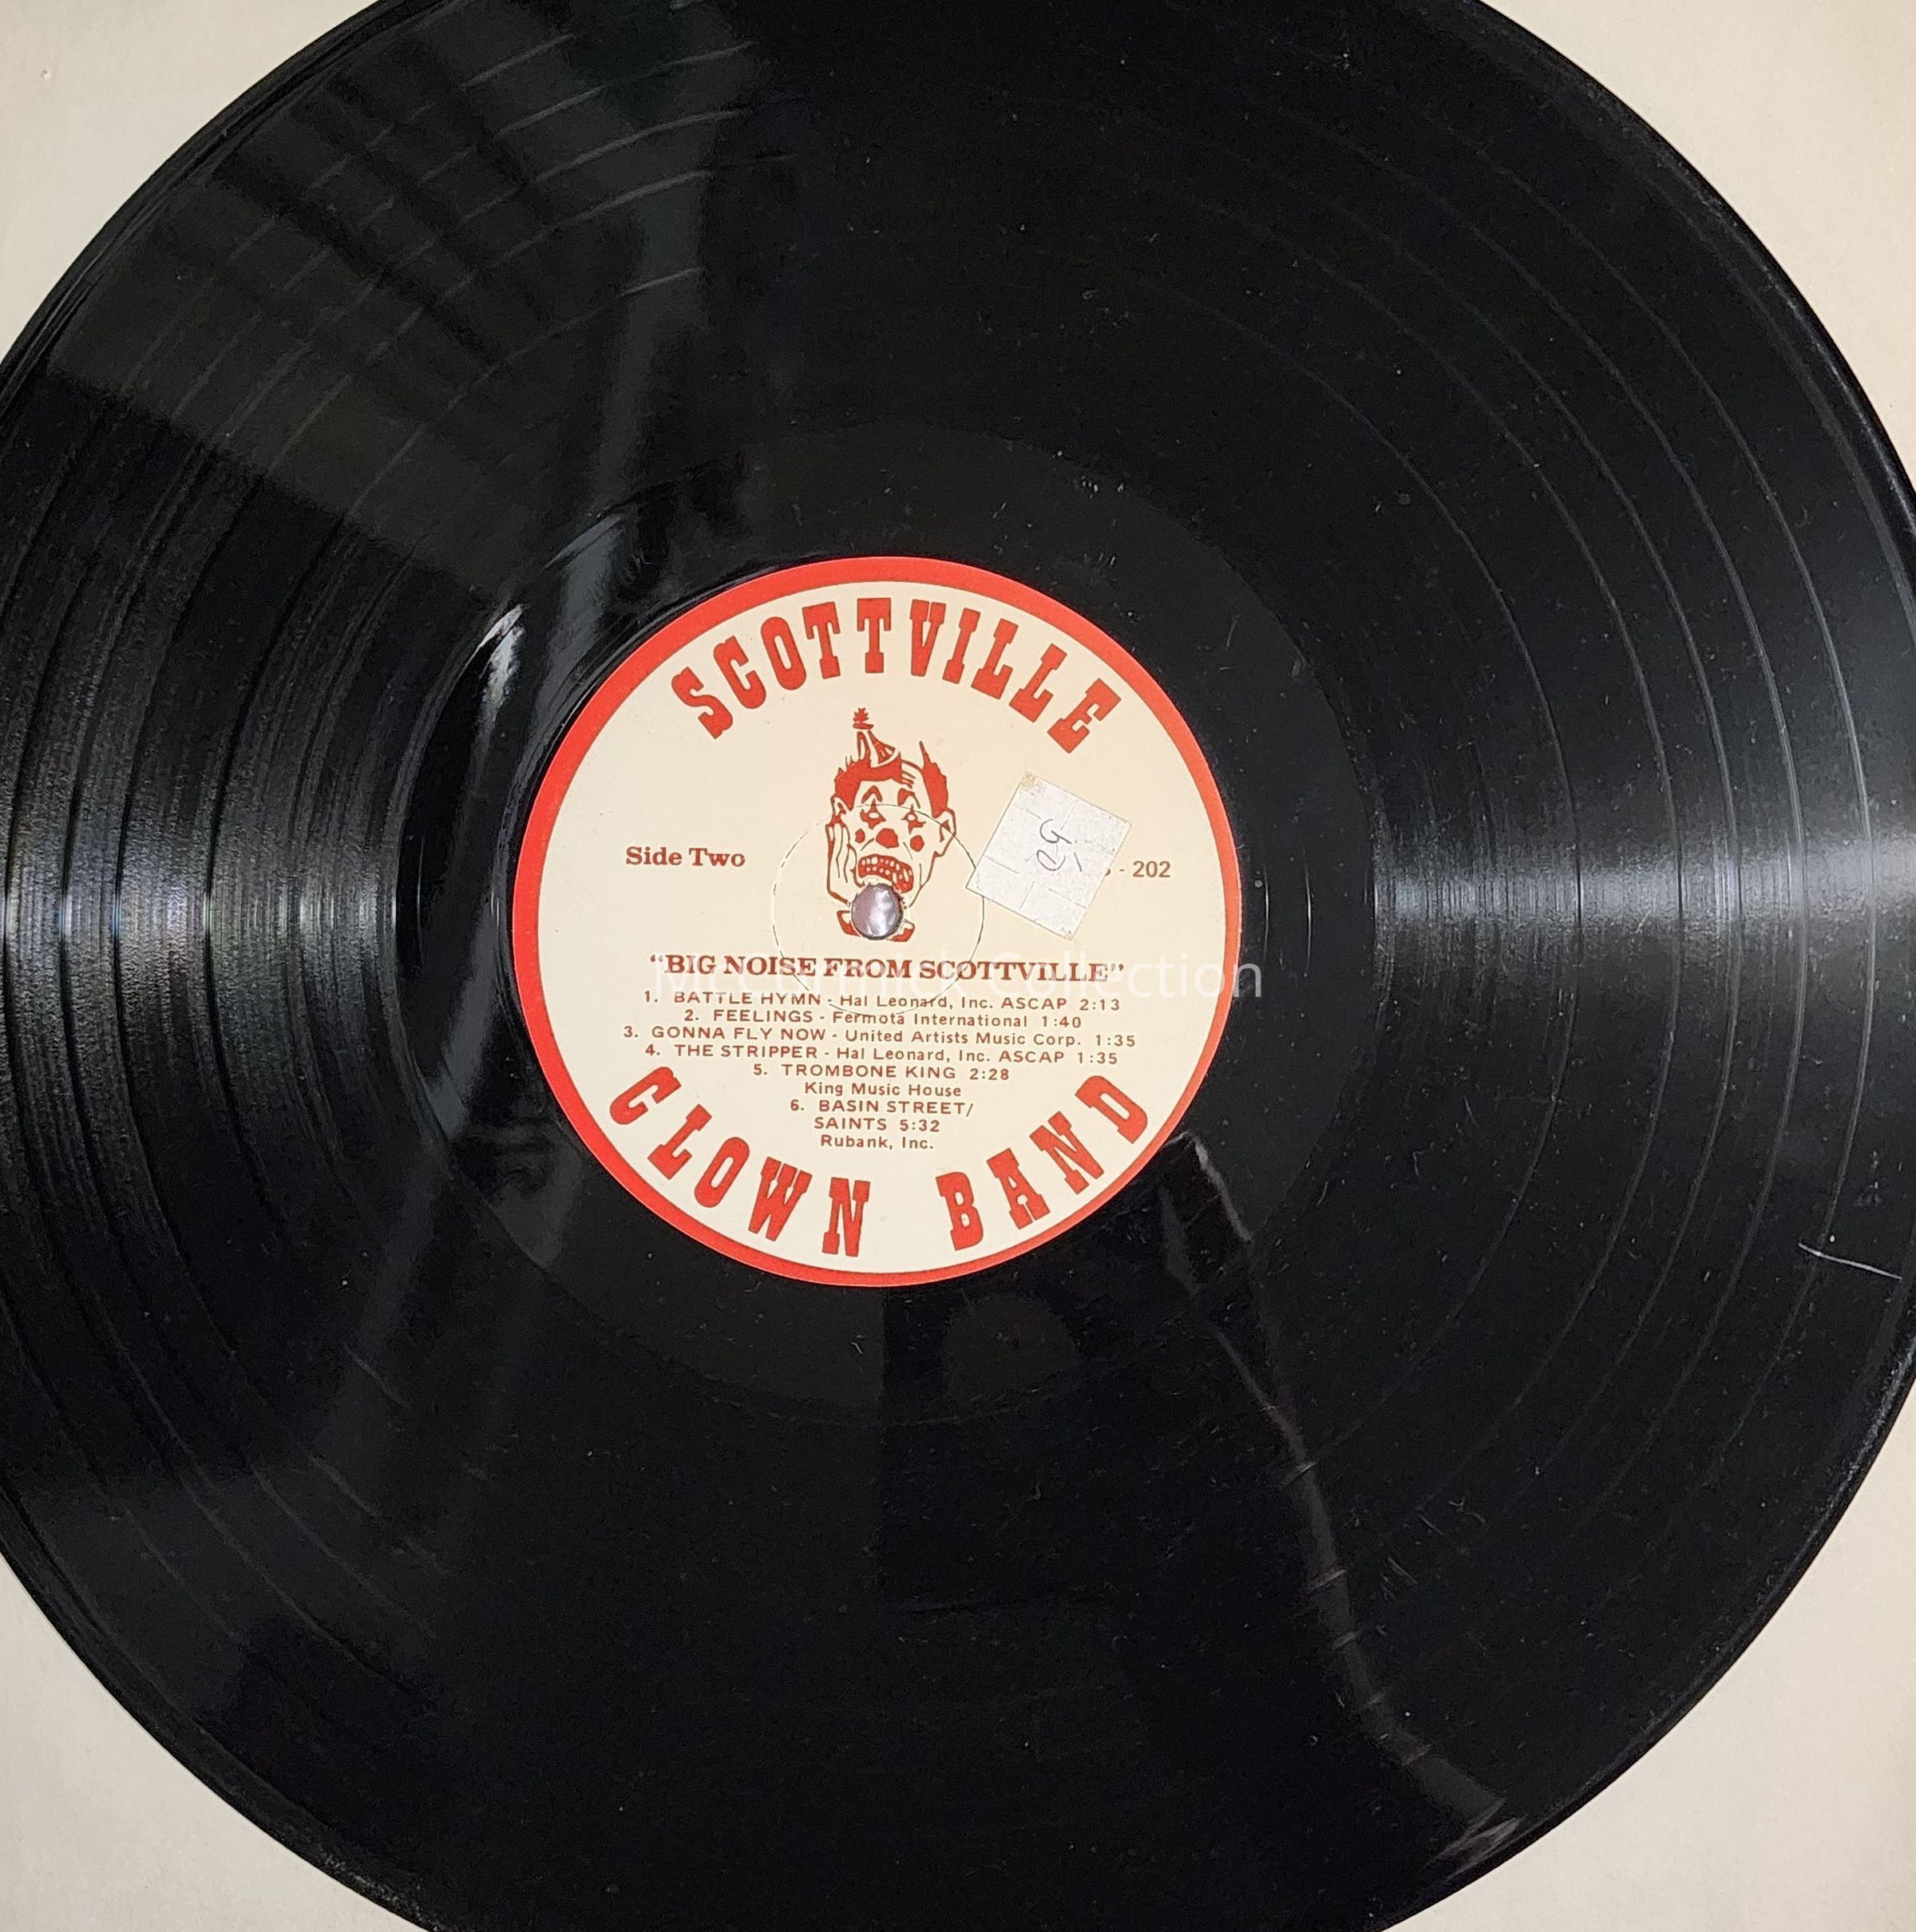 SCOTTVILLE
Side Two
- 202
"BIG NOISE FROM SCOTTVILLE"
McCormick Collection
1. BATTLE HYMN - Hal Leonard, Inc. ASCAP 2:13
2. FEELINGS - Fermota International 1:40
3. GONNA FLY NOW - United Artists Music Corp. 1:35
4. THE STRIPPER - Hal Leonard, Inc. ASCAP 1:35
5. TROMBONE KING 2:28
King Music House
6. BASIN STREET/
SAINTS 5:32
Rubank, Inc.
CLOWN BAND